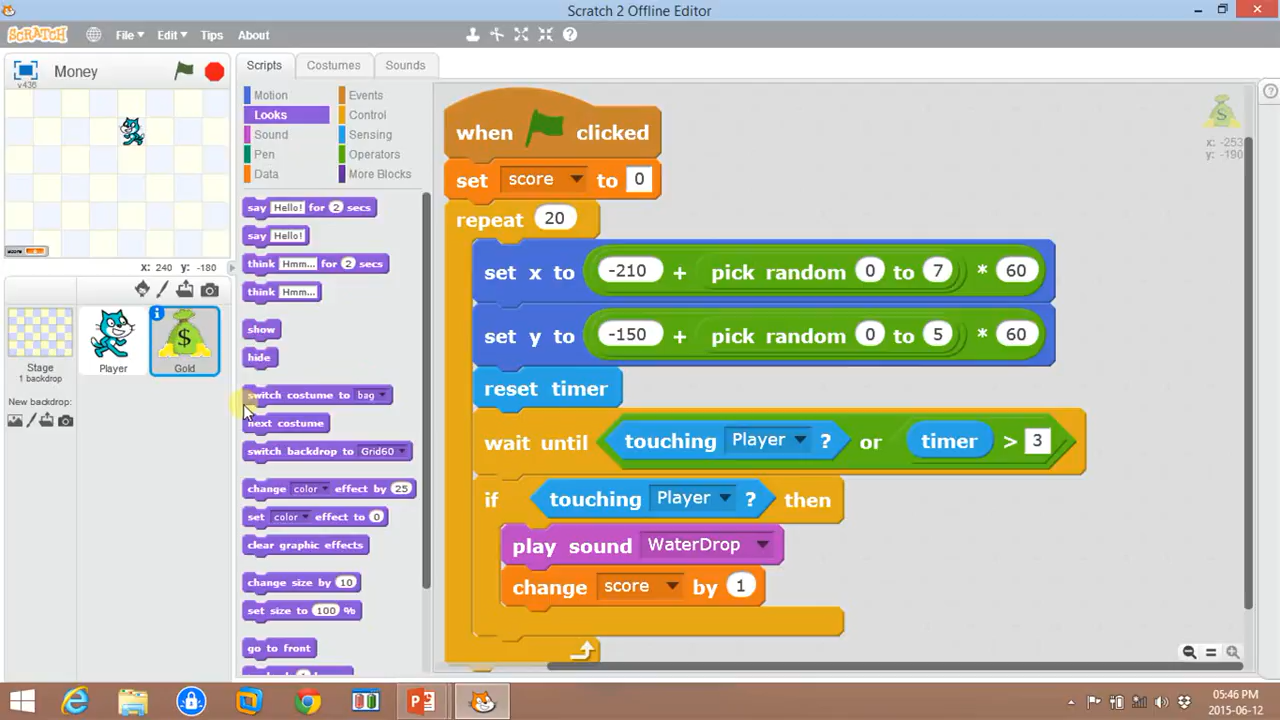 Scratch 2 Offline Editor
SCRATCH File Edit Tips About
Money
v436
score
x: 240 y: -180
Stage
1 backdrop
Player
Gold
New backdrop:
Scripts Costumes Sounds
Motion Events
Looks Control
Sound Sensing
Pen Operators
Data More Blocks
say Hello! for 2 secs
say Hello!
think Hmm... for 2 secs
think Hmm...
show
hide
switch costume to bag
next costume
switch backdrop to Grid60
change color effect by 25
set color effect to 0
clear graphic effects
change size by 10
set size to 100 %
go to front
when clicked
set score to 0
repeat 20
set x to -210 + pick random 0 to 7 * 60
set y to -150 + pick random 0 to 5 * 60
reset timer
wait until touching Player ? or timer > 3
if touching Player ? then
play sound WaterDrop
change score by 1
x: -253
y: -190
05:46 PM
2015-06-12